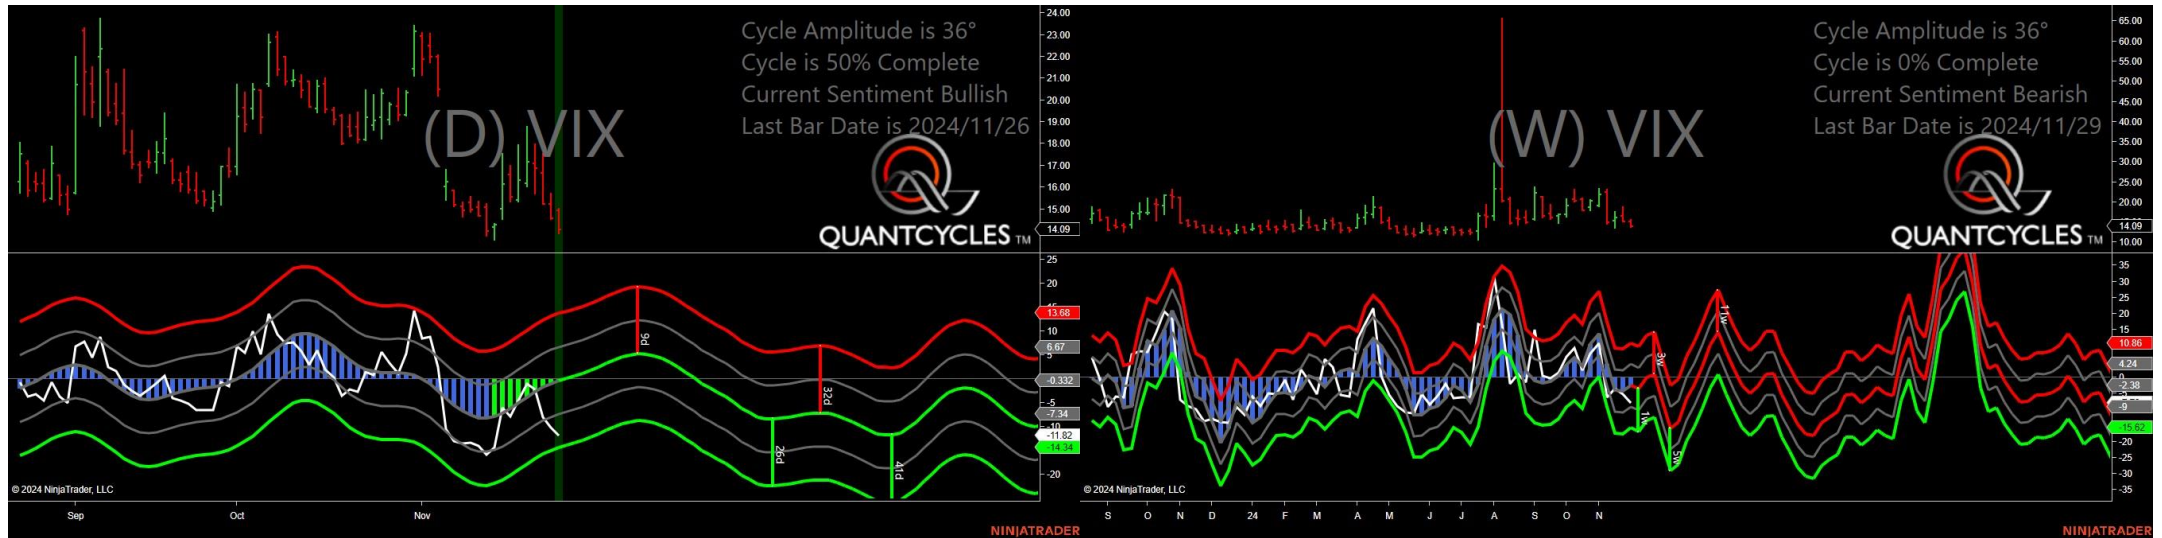 Cycle Amplitude is 36°
Cycle is 50% Complete
Current Sentiment Bullish
Last Bar Date is 2024/11/26
(D) VIX
QUANTCYCLES TM
24.00
23.00
22.00
21.00
20.00
19.00
18.00
17.00
16.00
15.00
14.09
25
20
13.68
10
6.67
-0.332
-5
-7.34
-11.82
-14.34
-20
9d
32d
26d
41d
© 2024 NinjaTrader, LLC
Sep
Oct
Nov
NINJATRADER
Cycle Amplitude is 36°
Cycle is 0% Complete
Current Sentiment Bearish
Last Bar Date is 2024/11/29
(W) VIX
QUANTCYCLES TM
65.00
60.00
55.00
50.00
45.00
40.00
35.00
30.00
25.00
20.00
14.09
10.00
35
30
25
20
15
10.86
4.24
-2.38
-9
-15.62
-20
-25
-30
-35
11w
3w
1w
5w
© 2024 NinjaTrader, LLC
S
O
N
D
24
F
M
A
M
J
J
A
S
O
N
NINJATRADER